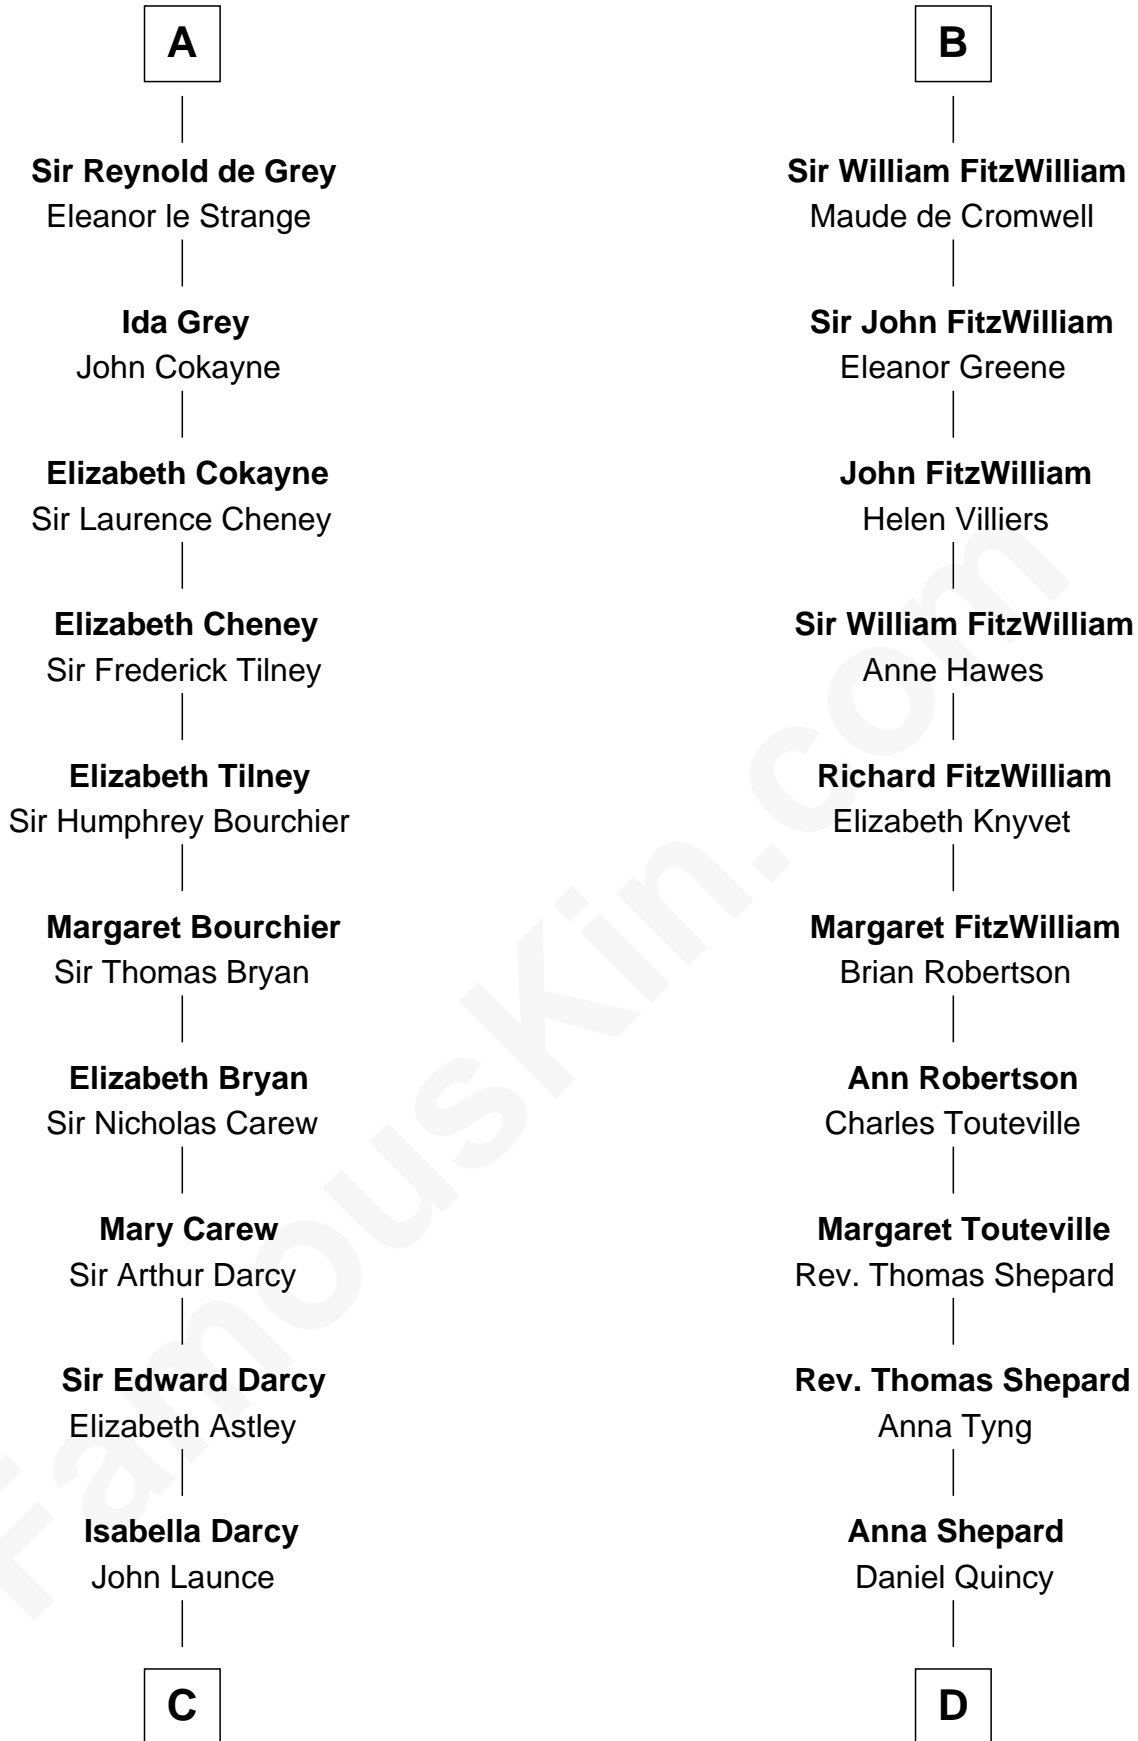 A
Sir Reynold de Grey
Eleanor le Strange
Ida Grey
John Cokayne
Elizabeth Cokayne
Sir Laurence Cheney
Elizabeth Cheney
Sir Frederick Tilney
Elizabeth Tilney
Sir Humphrey Bourchier
Margaret Bourchier
Sir Thomas Bryan
Elizabeth Bryan
Sir Nicholas Carew
Mary Carew
Sir Arthur Darcy
Sir Edward Darcy
Elizabeth Astley
Isabella Darcy
John Launce
C
B
Sir William FitzWilliam
Maude de Cromwell
Sir John FitzWilliam
Eleanor Greene
John FitzWilliam
Helen Villiers
Sir William FitzWilliam
Anne Hawes
Richard FitzWilliam
Elizabeth Knyvet
Margaret FitzWilliam
Brian Robertson
Ann Robertson
Charles Touteville
Margaret Touteville
Rev. Thomas Shepard
Rev. Thomas Shepard
Anna Tyng
Anna Shepard
Daniel Quincy
D
FamousKin.com